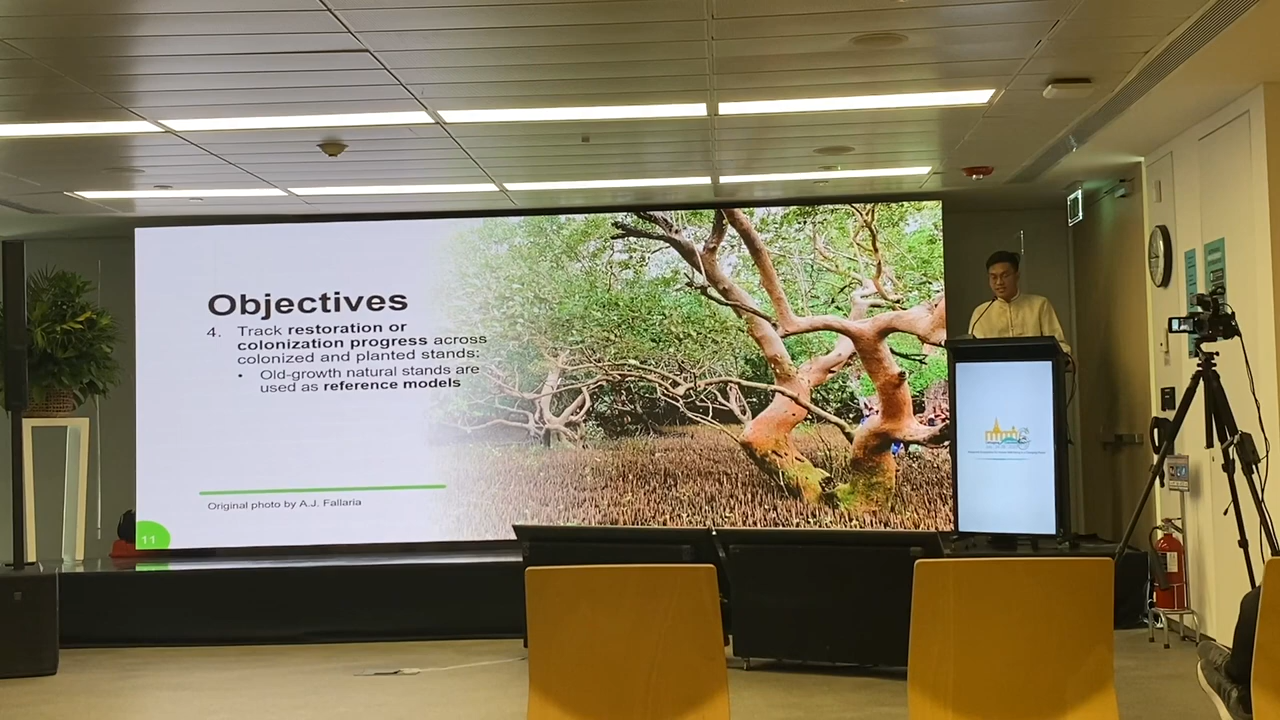 Objectives
4. Track restoration or
colonization progress across
colonized and planted stands:
• Old-growth natural stands are
used as reference models
Original photo by A.J. Fallaria
11